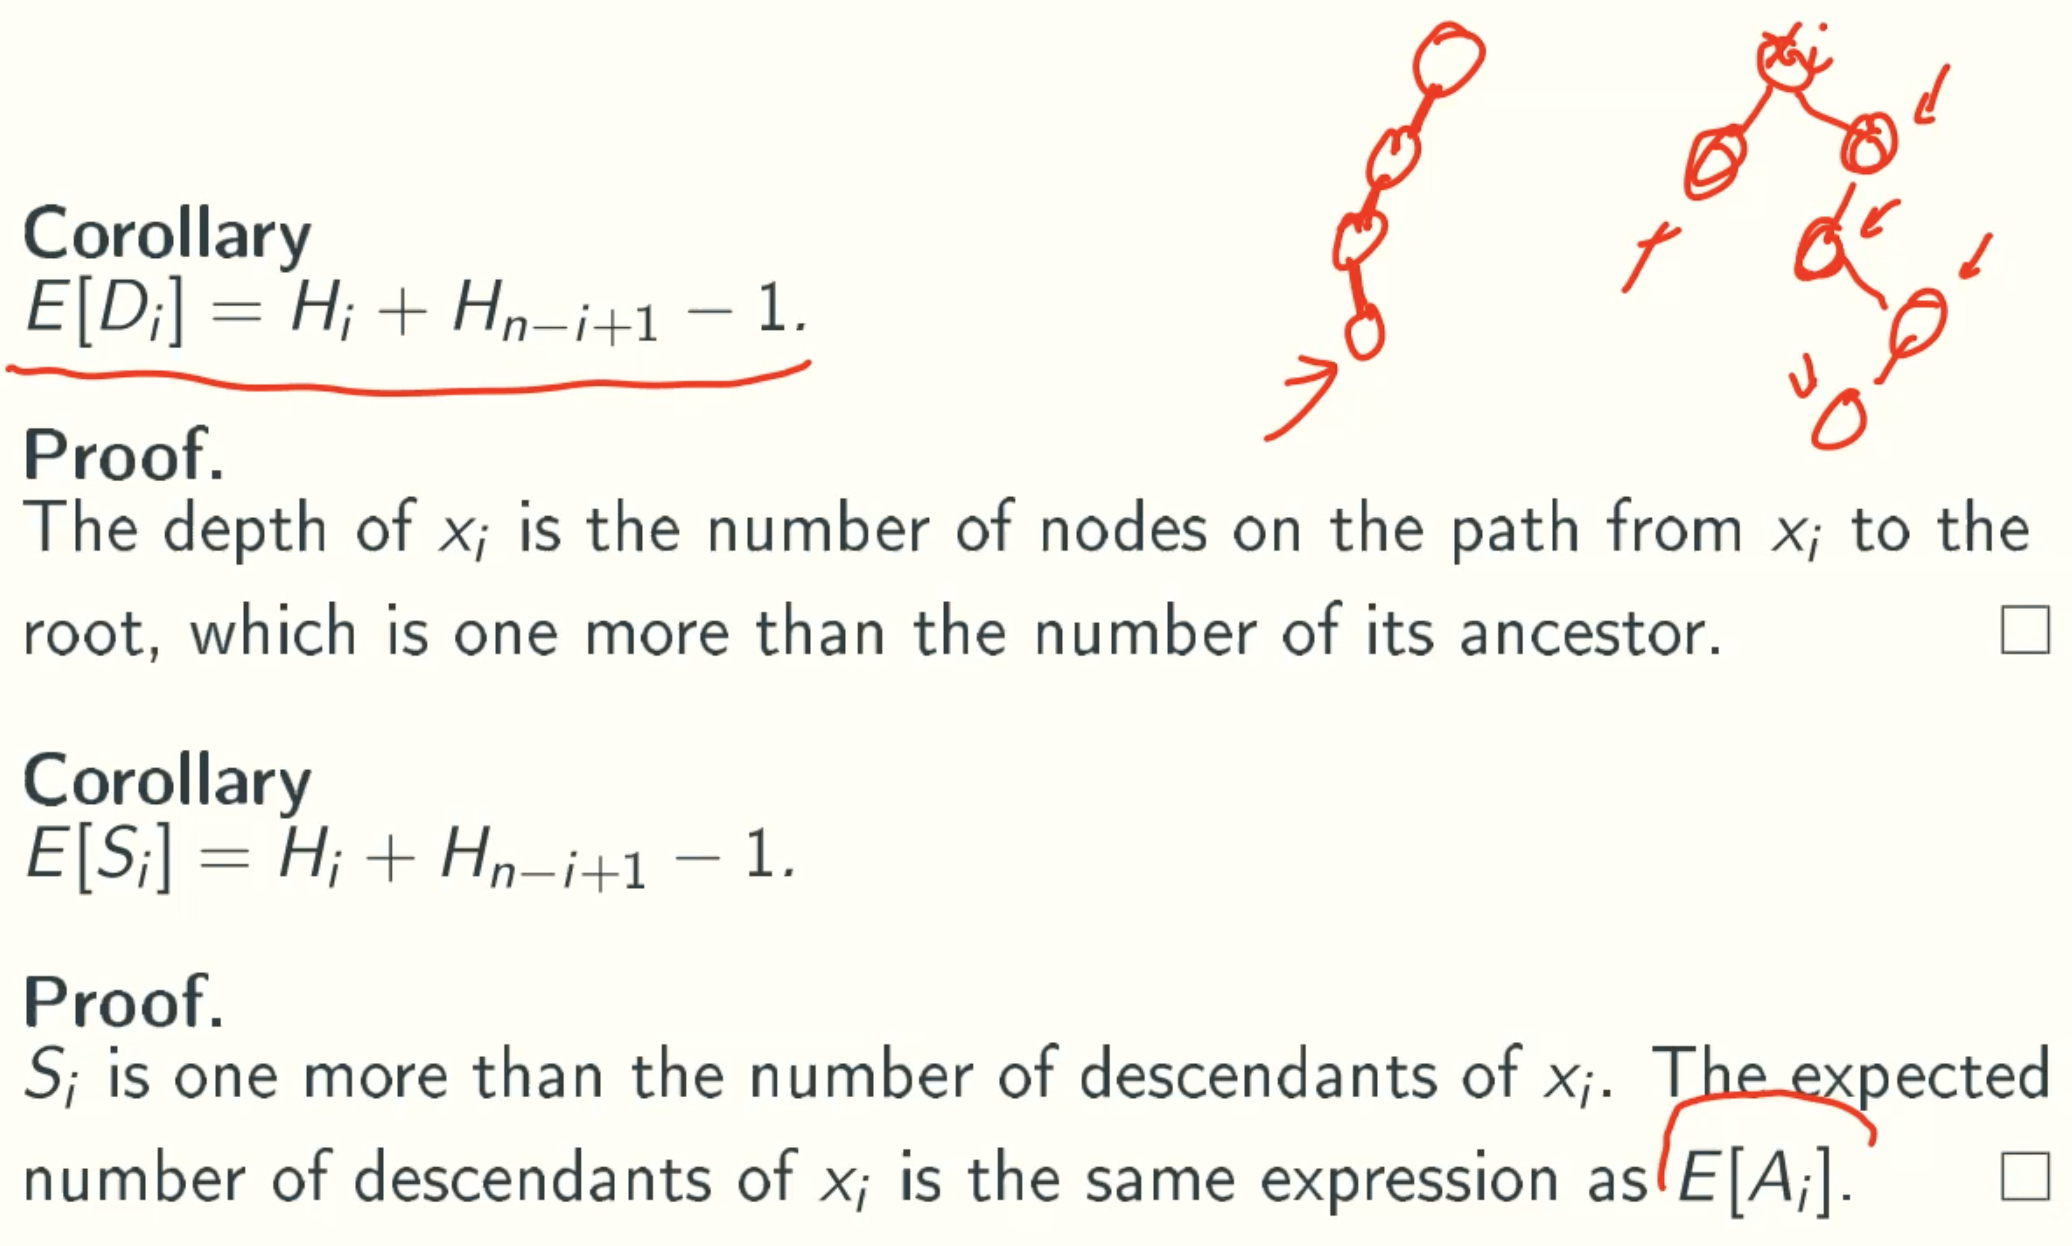 x_i
Corollary
E[D_i] = H_i + H_{n−i+1} − 1.
Proof.
The depth of x_i is the number of nodes on the path from x_i to the
root, which is one more than the number of its ancestor. □
Corollary
E[S_i] = H_i + H_{n−i+1} − 1.
Proof.
S_i is one more than the number of descendants of x_i. The expected
number of descendants of x_i is the same expression as E[A_i]. □